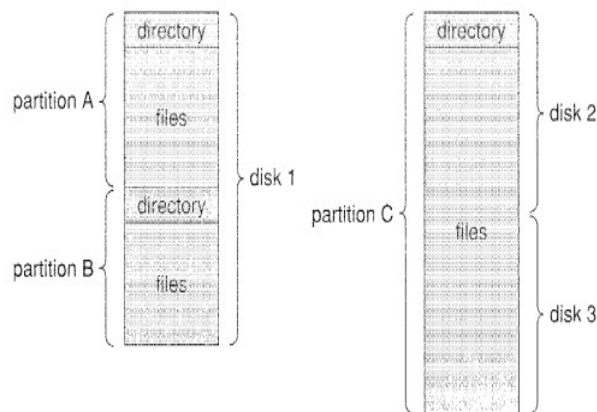 directory
partition A
files
disk 1
directory
partition B
files
directory
disk 2
partition C
files
disk 3